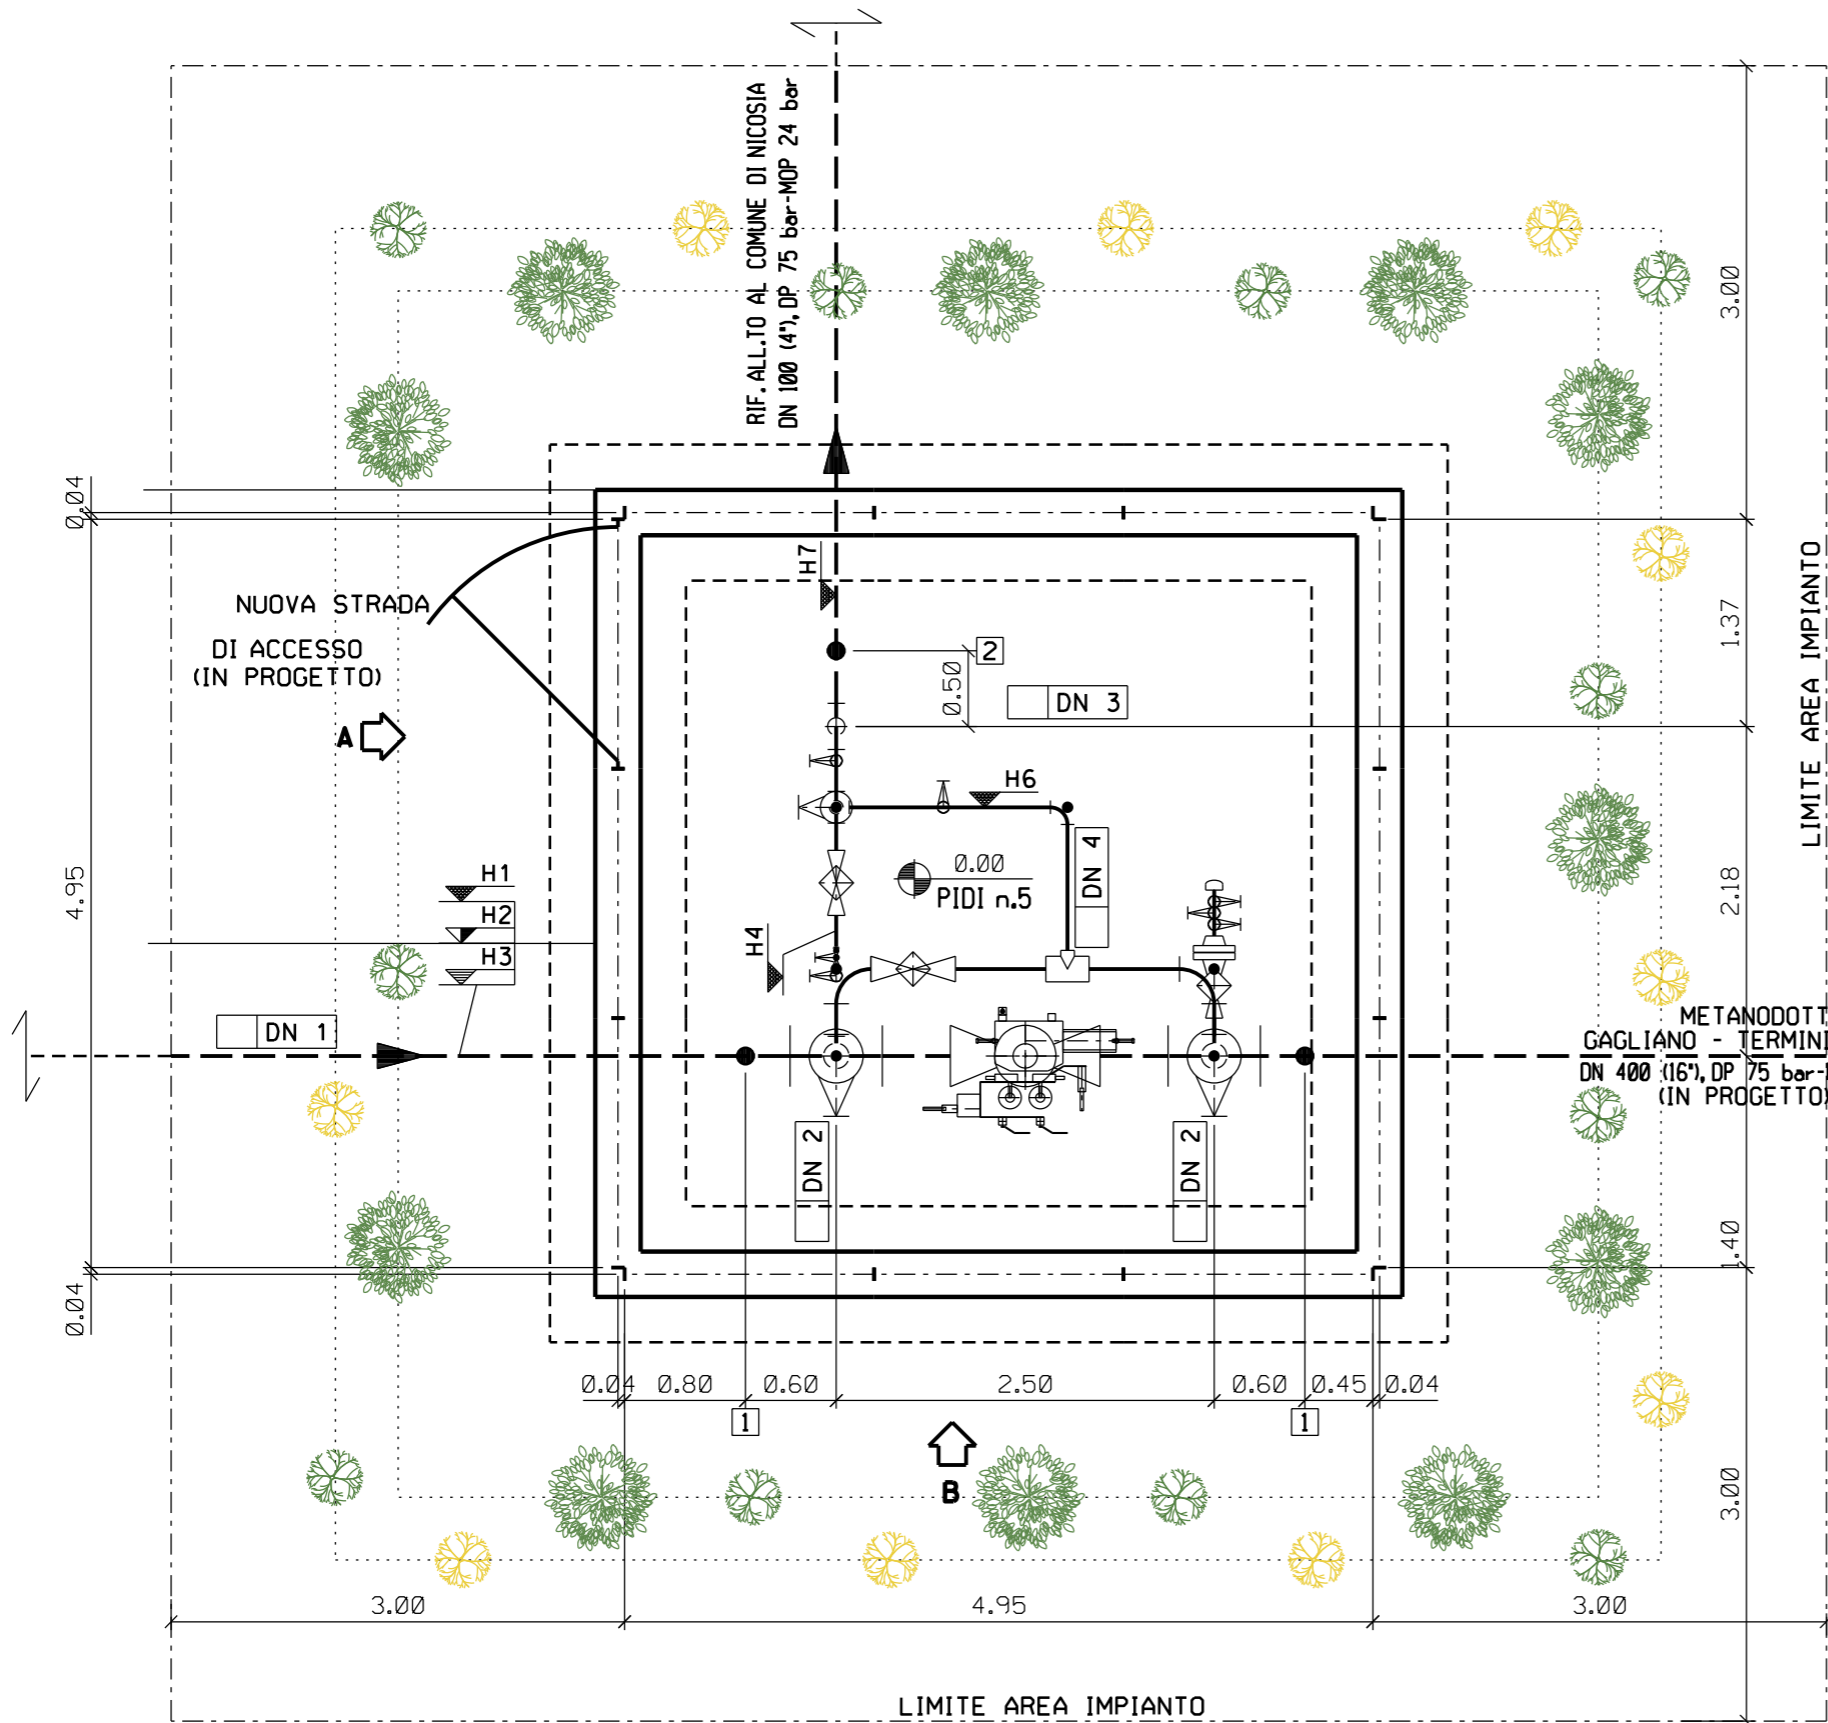 RIF. ALL.TO AL COMUNE DI NICOSIA
DN 100 (4"), DP 75 bar-MOP 24 bar
3.00
0.04
H7
NUOVA STRADA
DI ACCESSO
(IN PROGETTO)
2
0.50
DN 3
1.37
LIMITE AREA IMPIANTO
A
H6
4.95
H1
H2
H3
0.00
PIDI n.5
DN 4
2.18
H4
DN 1
METANODOTT
GAGLIANO - TERMINI
DN 400 (16"), DP 75 bar-
(IN PROGETTO)
DN 2
DN 2
1.40
0.04
0.04
0.80
0.60
2.50
0.60
0.45
0.04
1
1
B
3.00
3.00
4.95
3.00
LIMITE AREA IMPIANTO